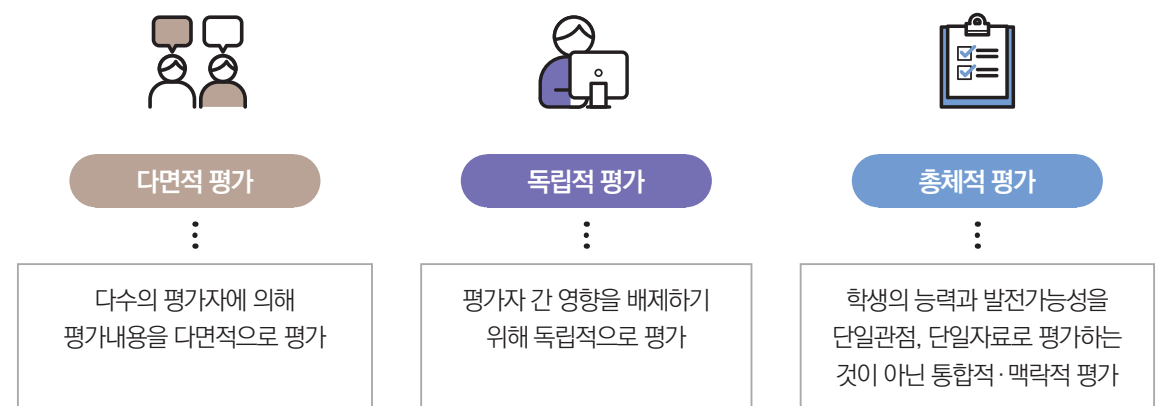 다면적 평가
다수의 평가자에 의해
평가내용을 다면적으로 평가
독립적 평가
평가자 간 영향을 배제하기
위해 독립적으로 평가
총체적 평가
학생의 능력과 발전가능성을
단일관점, 단일자료로 평가하는
것이 아닌 통합적·맥락적 평가